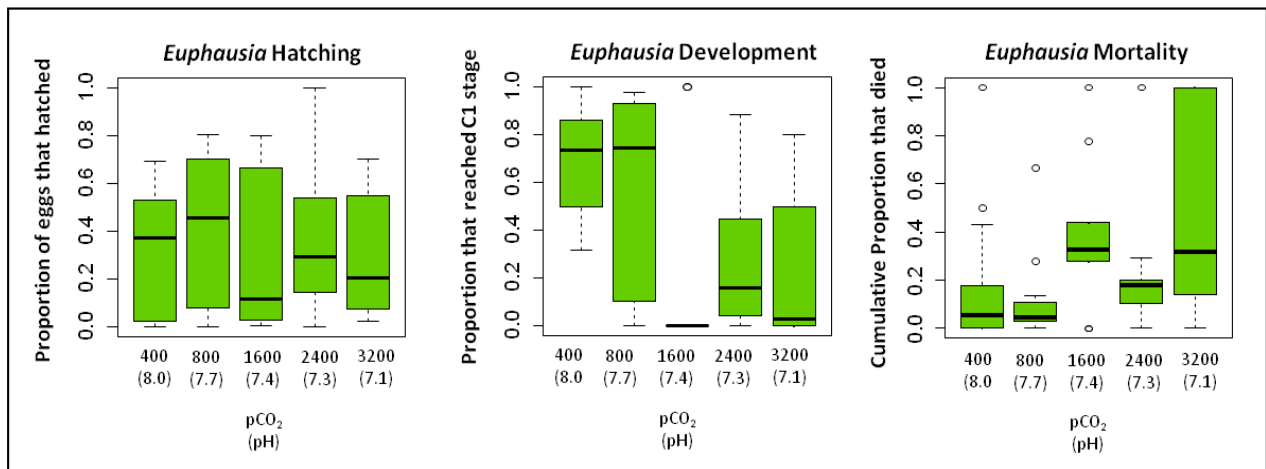 Euphausia Hatching
Proportion of eggs that hatched
1.0
0.8
0.6
0.4
0.2
0.0
400 800 1600 2400 3200
(8.0) (7.7) (7.4) (7.3) (7.1)
pCO₂
(pH)
Euphausia Development
Proportion that reached C1 stage
1.0
0.8
0.6
0.4
0.2
0.0
400 800 1600 2400 3200
(8.0 (7.7) (7.4) (7.3) (7.1)
pCO₂
(pH)
Euphausia Mortality
Cumulative Proportion that died
1.0
0.8
0.6
0.4
0.2
0.0
400 800 1600 2400 3200
(8.0 (7.7) (7.4) (7.3) (7.1)
pCO₂
(pH)